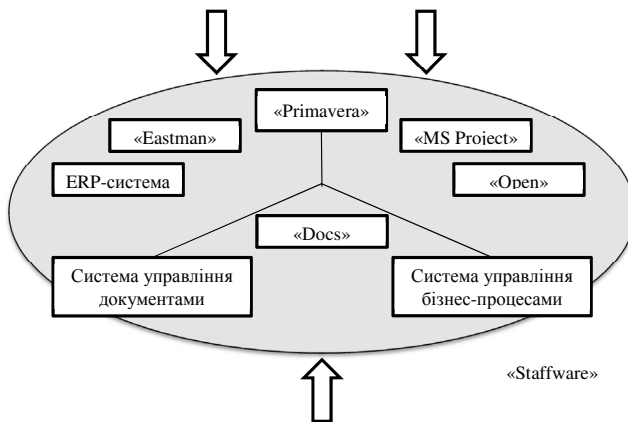 «Primavera»
«Eastman»
«MS Project»
ERP-система
«Open»
«Docs»
Система управління
документами
Система управління
бізнес-процесами
«Staffware»